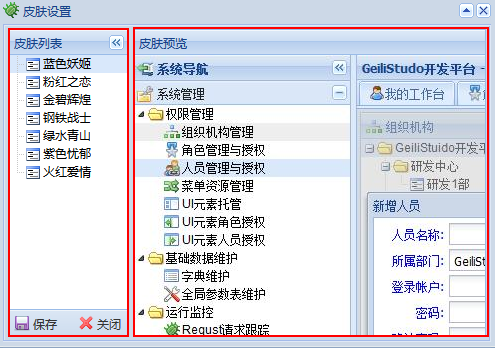 皮肤设置
皮肤列表
蓝色妖姬
粉红之恋
金碧辉煌
钢铁战士
绿水青山
紫色忧郁
火红爱情
保存
关闭
皮肤预览
系统导航
系统管理
权限管理
组织机构管理
角色管理与授权
人员管理与授权
菜单资源管理
UI元素托管
UI元素角色授权
UI元素人员授权
基础数据维护
字典维护
全局参数表维护
运行监控
Requst请求跟踪
GeiliStudo开发平台 -
我的工作台
组织机构
GeiliStuido开发平
研发中心
研发1部
新增人员
人员名称:
所属部门: GeiliS
登录帐户:
密码: